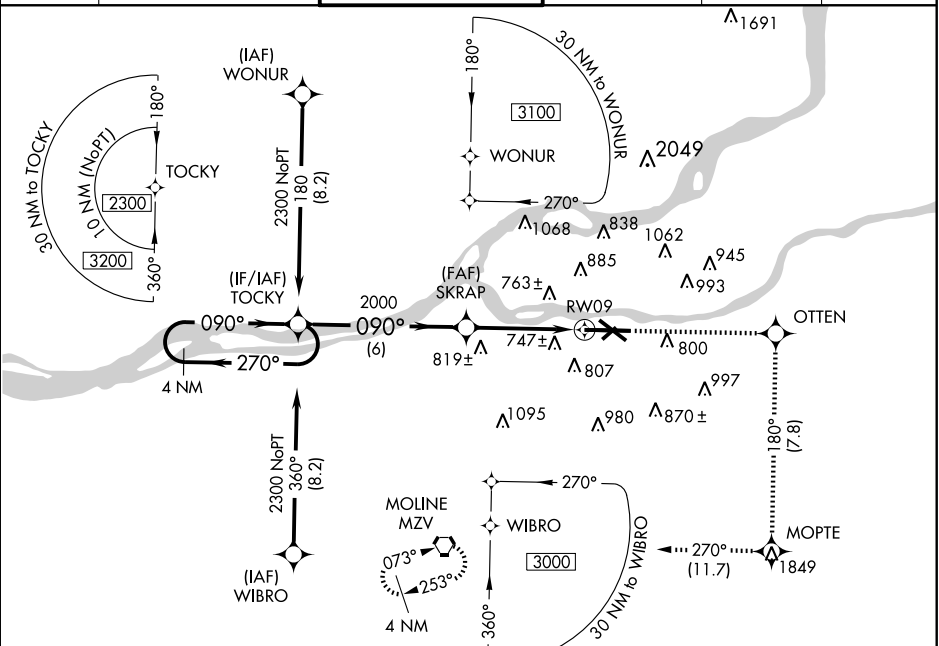 1691
(IAF)
WONUR
180°
30 NM to WONUR
3100
30 NM to TOCKY
10 NM (NoPT)
180°
TOCKY
2300
3200
360°
2300 NoPT
180
(8.2)
WONUR
2049
270°
1068
838
1062
945
885
993
(IF/IAF)
TOCKY
(FAF)
SKRAP
763±
RW09
090°
2000
090°
(6)
OTTEN
270°
4 NM
819±
747±
800
807
997
1095
980
870±
180°
(7.8)
2300 NoPT
360°
(8.2)
MOLINE
MZV
073°
253°
4 NM
270°
WIBRO
3000
30 NM to WIBRO
360°
MOPTE
270°
(11.7)
1849
(IAF)
WIBRO